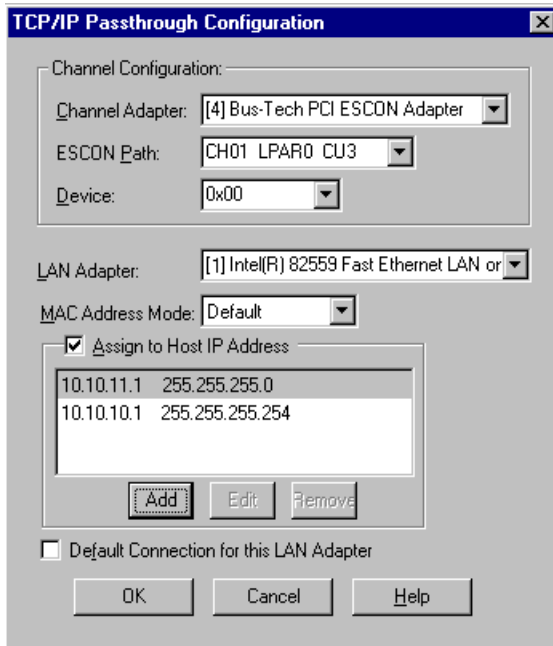 TCP/IP Passthrough Configuration
Channel Configuration:
Channel Adapter: [4] Bus-Tech PCI ESCON Adapter
ESCON Path: CH01 LPAR0 CU3
Device: 0x00
LAN Adapter: [1] Intel(R) 82559 Fast Ethernet LAN or
MAC Address Mode: Default
Assign to Host IP Address
10.10.11.1 255.255.255.0
10.10.10.1 255.255.255.254
Add Edit Remove
Default Connection for this LAN Adapter
OK Cancel Help